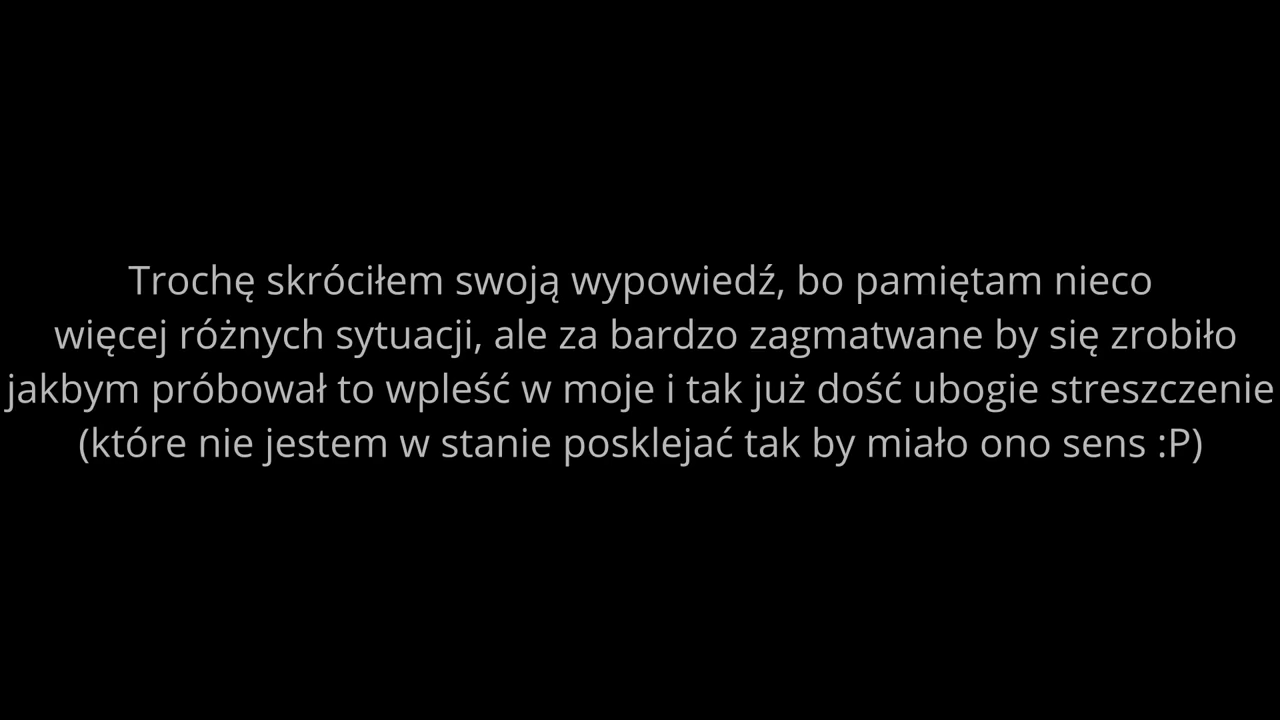 Trochę skróciłem swoją wypowiedź, bo pamiętam nieco
więcej różnych sytuacji, ale za bardzo zagmatwane by się zrobiło
jakbym próbował to wpleść w moje i tak już dość ubogie streszczenie
(które nie jestem w stanie posklejać tak by miało ono sens :P)